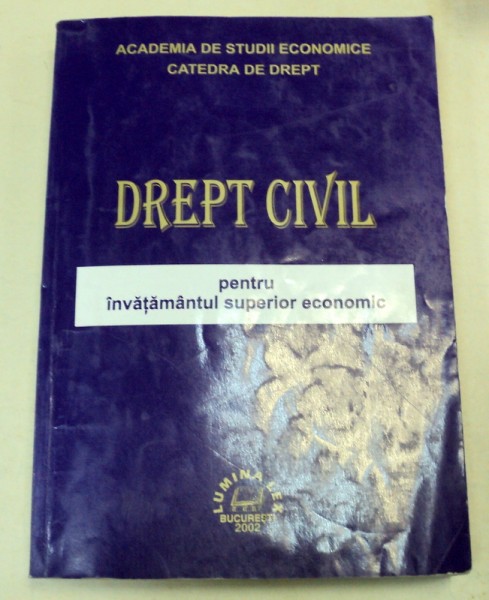 ACADEMIA DE STUDII ECONOMICE
CATEDRA DE DREPT
DREPT CIVIL
pentru
învățământul superior economic
LUMINA LEX
BUCUREȘTI
2002